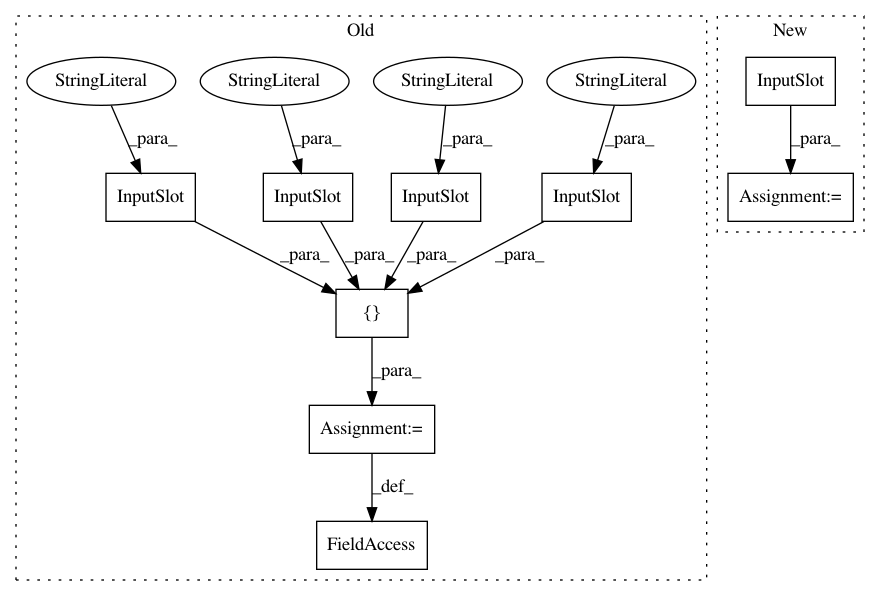 Old
New
StringLiteral
StringLiteral
StringLiteral
StringLiteral
InputSlot
_para_
_para_
_para_
_para_
_para_
InputSlot
InputSlot
InputSlot
InputSlot
Assignment:=
_para_
_para_
_para_
_para_
{}
_para_
Assignment:=
_def_
FieldAccess